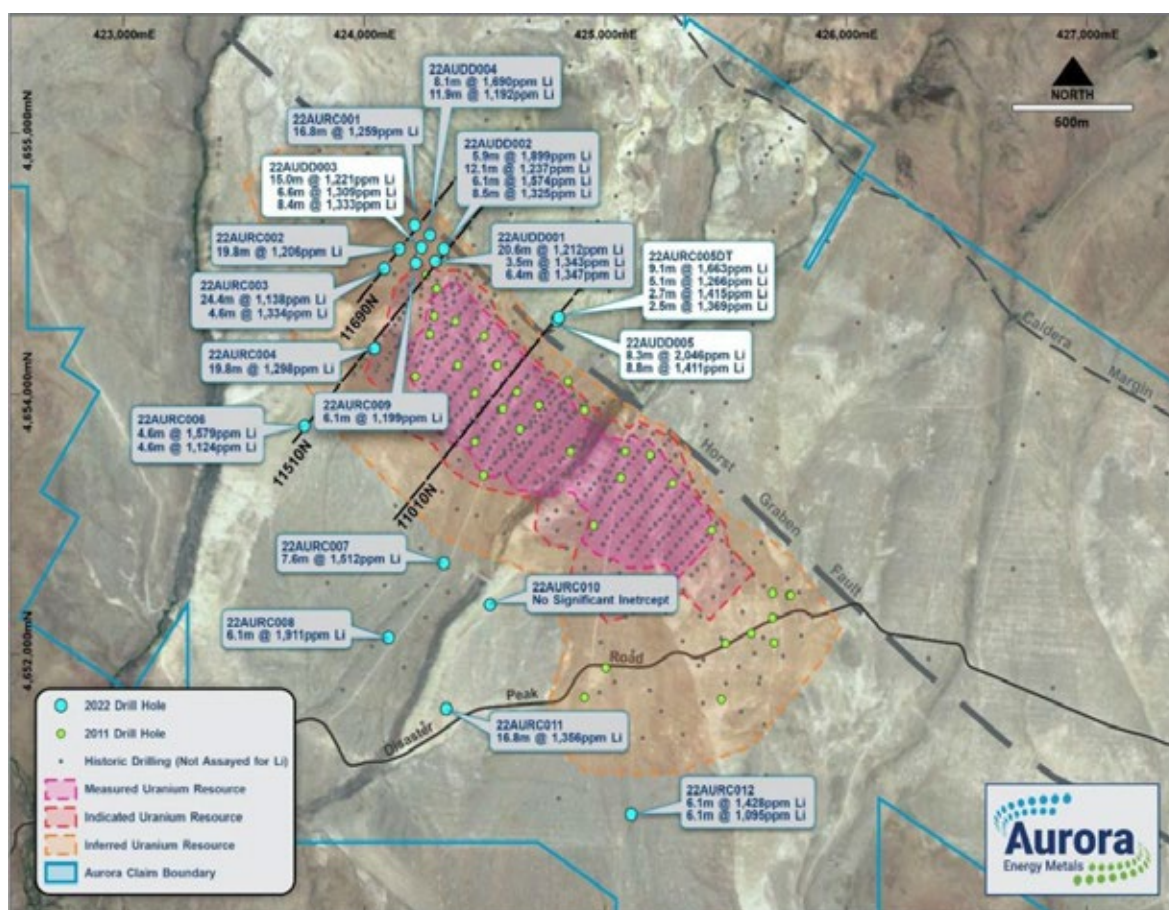 423,000mE
424,000mE
425,000mE
426,000mE
427,000mE
4,655,000mN
4,654,000mN
4,652,000mN
NORTH
500m
22AUDD004
8.1m @ 1,690ppm Li
11.9m @ 1,192ppm Li
22AURC001
16.8m @ 1,259ppm Li
22AUDD002
5.9m @ 1,899ppm Li
12.1m @ 1,237ppm Li
6.1m @ 1,574ppm Li
8.5m @ 1,325ppm Li
22AUDD003
15.0m @ 1,221ppm Li
6.6m @ 1,309ppm Li
8.4m @ 1,333ppm Li
22AURC002
19.8m @ 1,206ppm Li
22AUDD001
20.6m @ 1,212ppm Li
3.5m @ 1,343ppm Li
6.4m @ 1,347ppm Li
22AURC005DT
9.1m @ 1,663ppm Li
5.1m @ 1,266ppm Li
2.7m @ 1,415ppm Li
2.5m @ 1,369ppm Li
22AURC003
24.4m @ 1,138ppm Li
4.6m @ 1,334ppm Li
11690N
22AUDD005
8.3m @ 2,046ppm Li
8.8m @ 1,411ppm Li
22AURC004
19.8m @ 1,298ppm Li
22AURC009
6.1m @ 1,199ppm Li
22AURC006
4.6m @ 1,579ppm Li
4.6m @ 1,124ppm Li
11510N
11010N
Caldera
Margin
Horst
Graben
Fault
22AURC007
7.6m @ 1,512ppm Li
22AURC010
No Significant Inetrcept
22AURC008
6.1m @ 1,911ppm Li
Disaster
Peak
Road
22AURC011
16.8m @ 1,356ppm Li
22AURC012
6.1m @ 1,428ppm Li
6.1m @ 1,095ppm Li
2022 Drill Hole
2011 Drill Hole
Historic Drilling (Not Assayed for Li)
Measured Uranium Resource
Indicated Uranium Resource
Inferred Uranium Resource
Aurora Claim Boundary
Aurora
Energy Metals